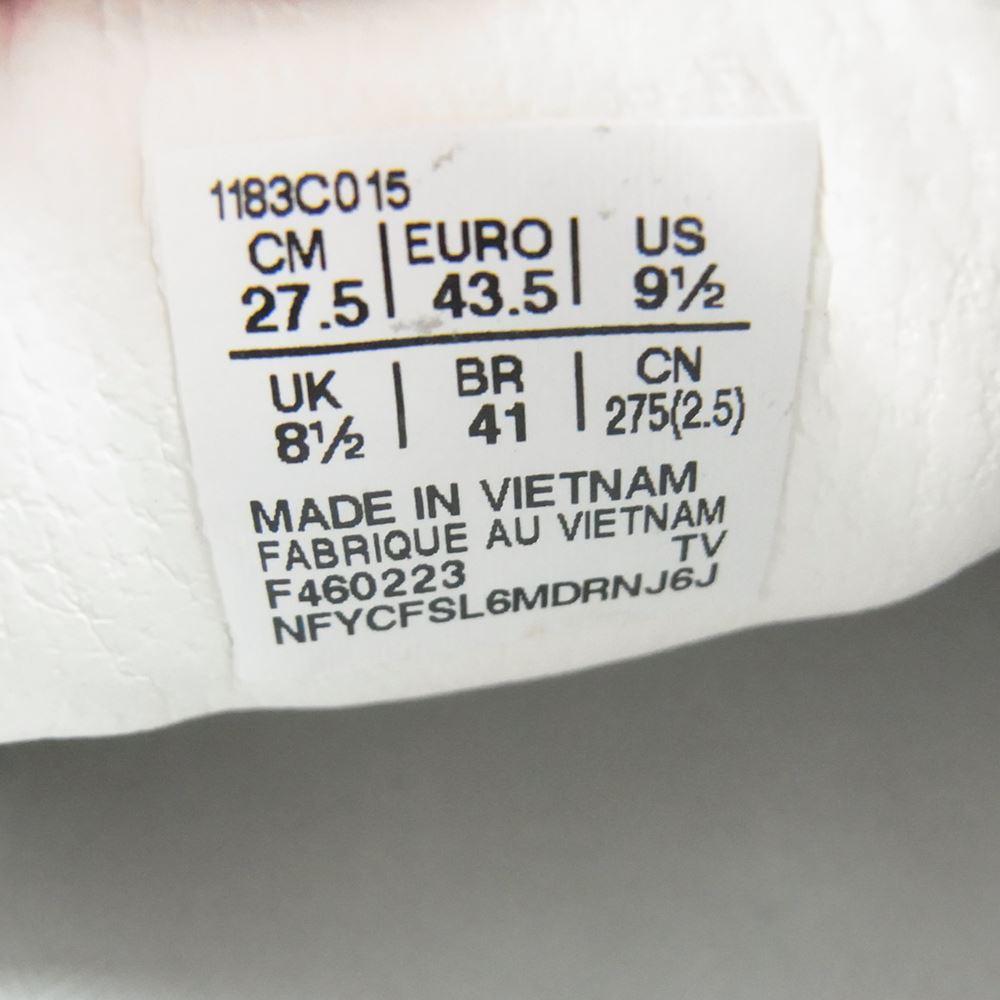 1183C015
CM | EURO | US
27.5 | 43.5 | 9½
UK | BR | CN
8½ | 41 | 275(2.5)
MADE IN VIETNAM
FABRIQUE AU VIETNAM
F460223 TV
NFYCFSL6MDRNJ6J